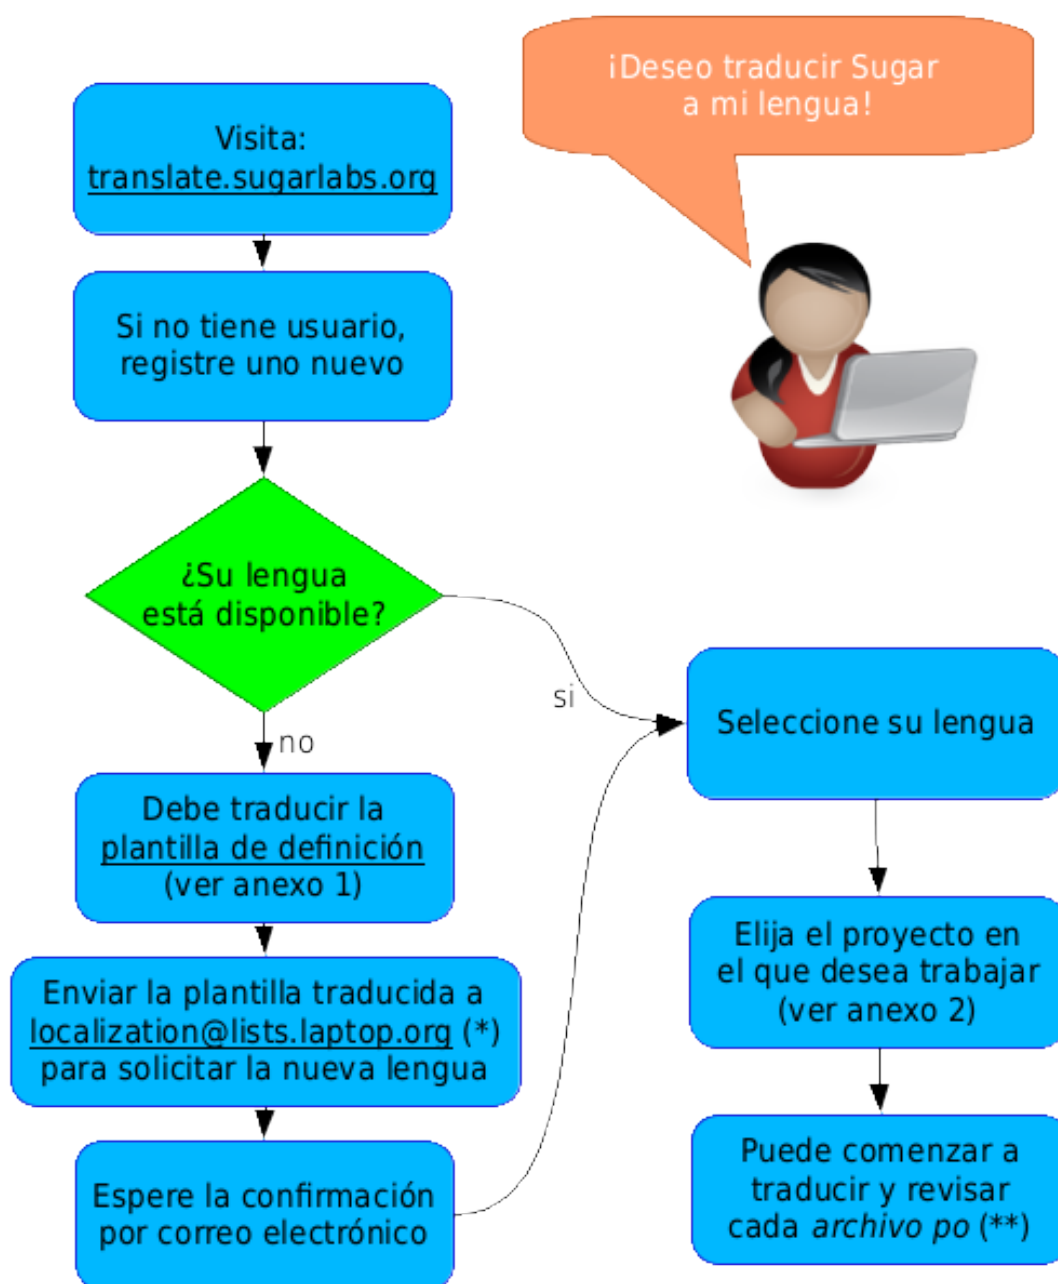 ¡Deseo traducir Sugar
a mi lengua!
Visita:
translate.sugarlabs.org
Si no tiene usuario,
registre uno nuevo
¿Su lengua
está disponible?
si
no
Debe traducir la
plantilla de definición
(ver anexo 1)
Enviar la plantilla traducida a
localization@lists.laptop.org (*)
para solicitar la nueva lengua
Espere la confirmación
por correo electrónico
Seleccione su lengua
Elija el proyecto en
el que desea trabajar
(ver anexo 2)
Puede comenzar a
traducir y revisar
cada archivo po (**)